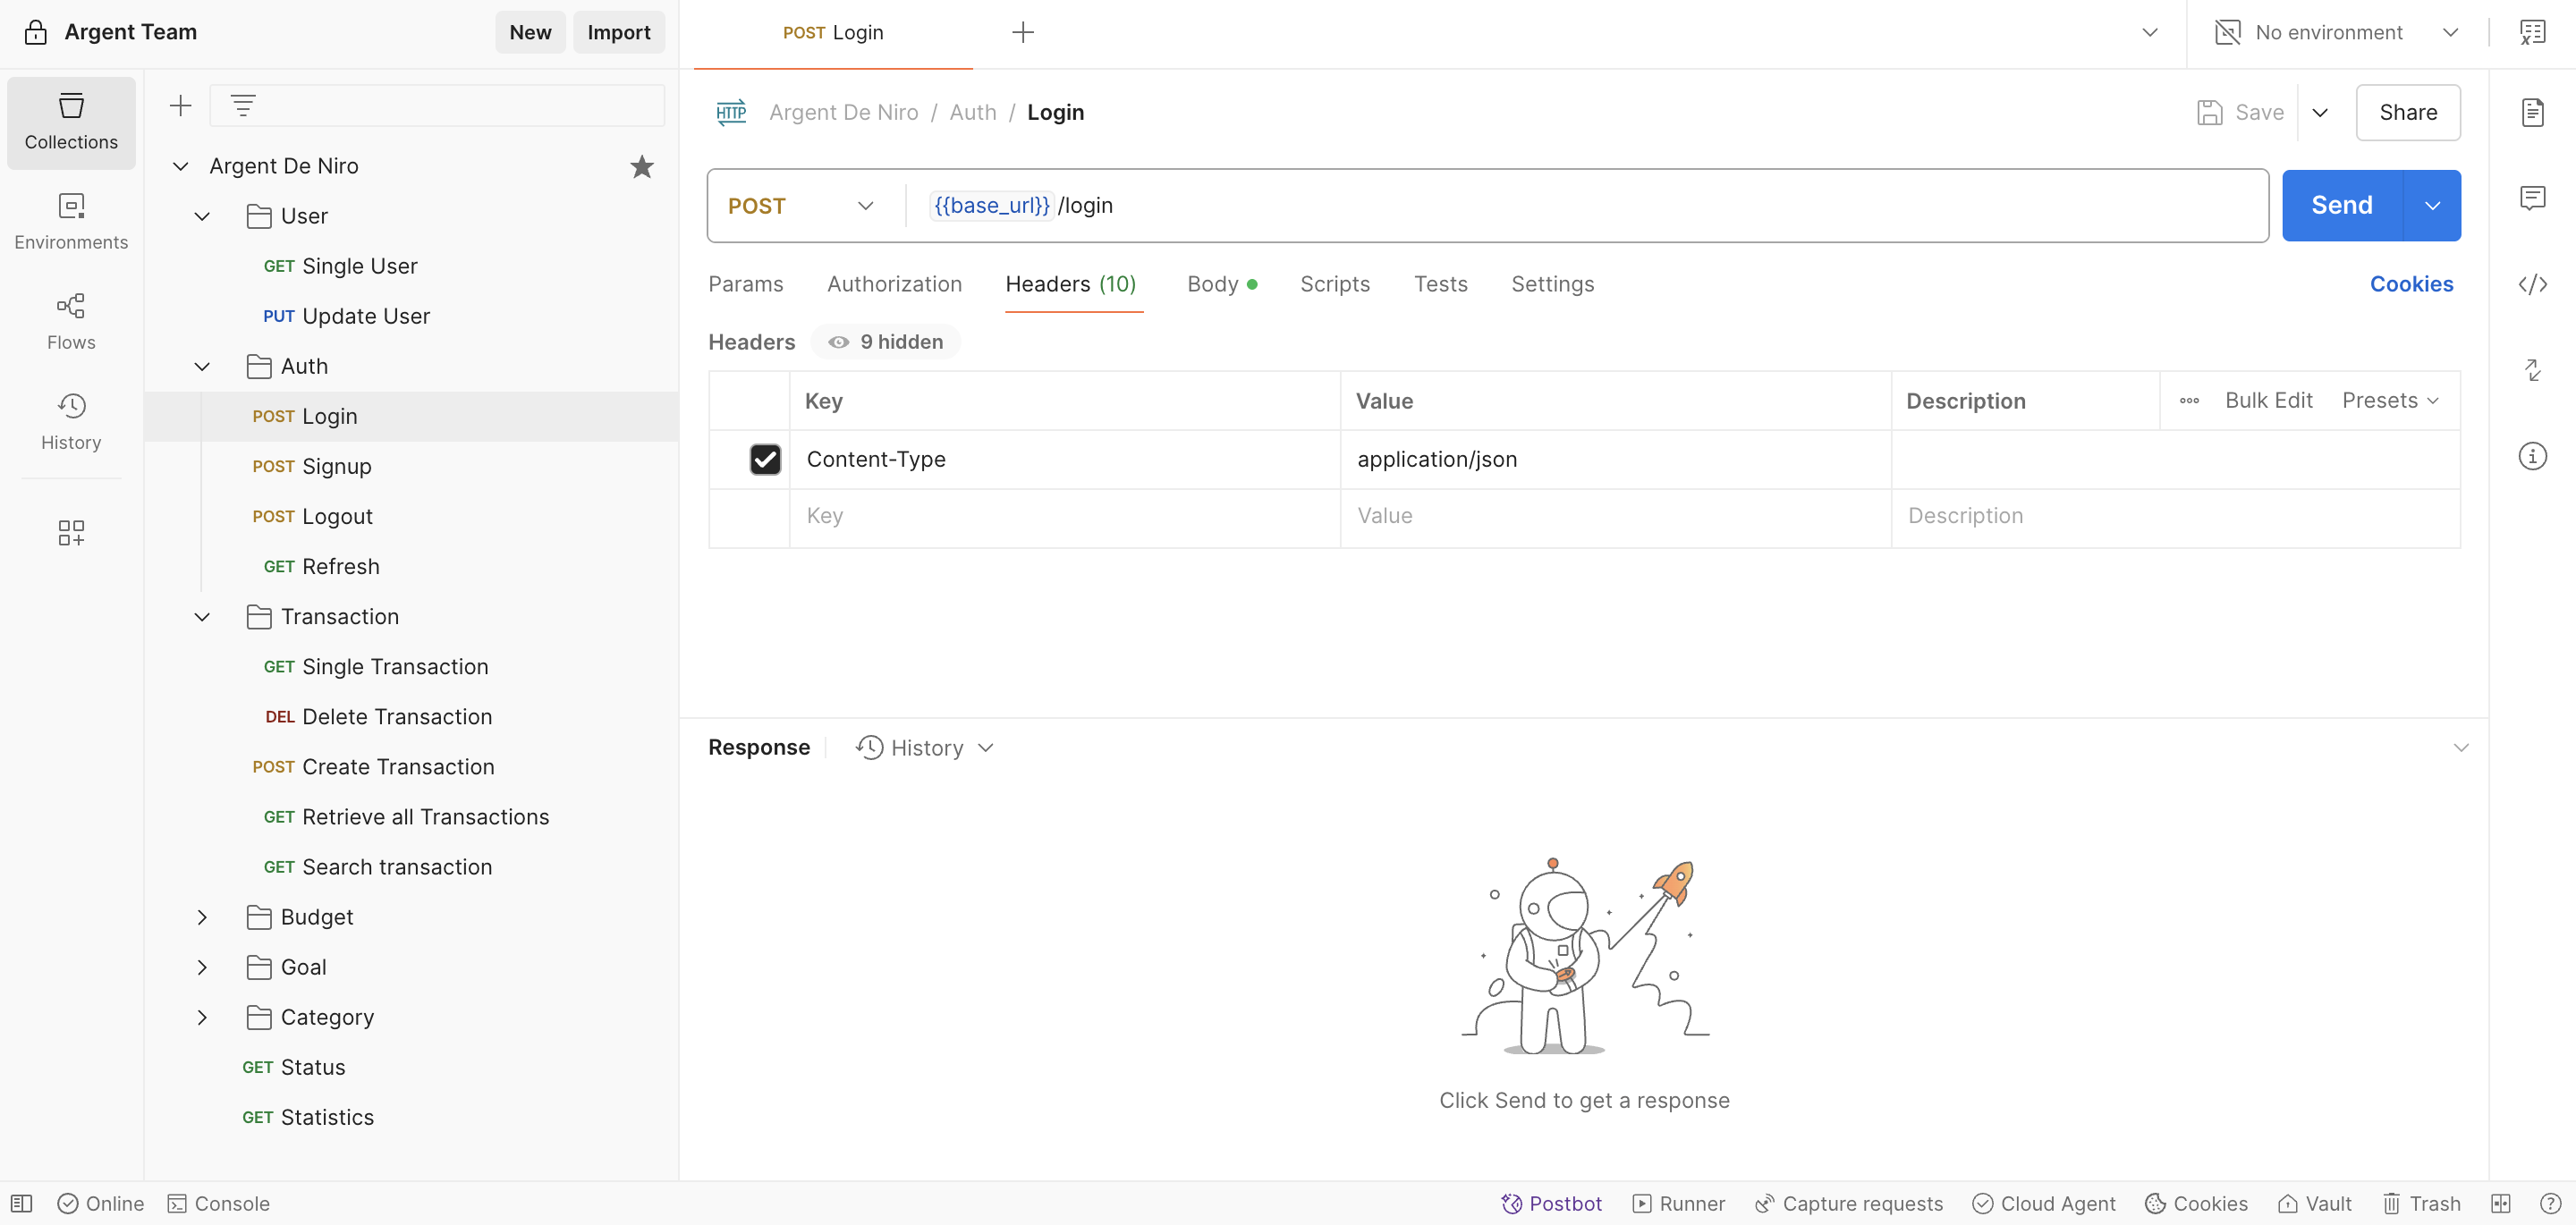 Argent Team
New
Import
POST Login
No environment
Collections
Environments
Flows
History
Argent De Niro
User
GET Single User
PUT Update User
Auth
POST Login
POST Signup
POST Logout
GET Refresh
Transaction
GET Single Transaction
DEL Delete Transaction
POST Create Transaction
GET Retrieve all Transactions
GET Search transaction
Budget
Goal
Category
GET Status
GET Statistics
HTTP Argent De Niro / Auth / Login
Save
Share
POST
{{base_url}} /login
Send
Params Authorization Headers (10) Body Scripts Tests Settings
Cookies
Headers 9 hidden
Key Value Description Bulk Edit Presets
Content-Type application/json
Key Value Description
Response History
Click Send to get a response
Online Console Postbot Runner Capture requests Cloud Agent Cookies Vault Trash